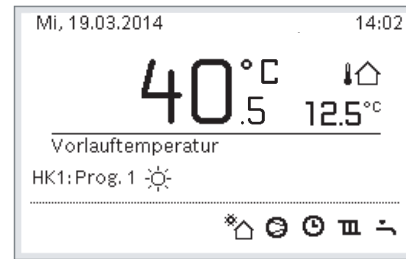 Mi, 19.03.2014 14:02
40.5 °C
12.5°C
Vorlauftemperatur
HK1: Prog. 1